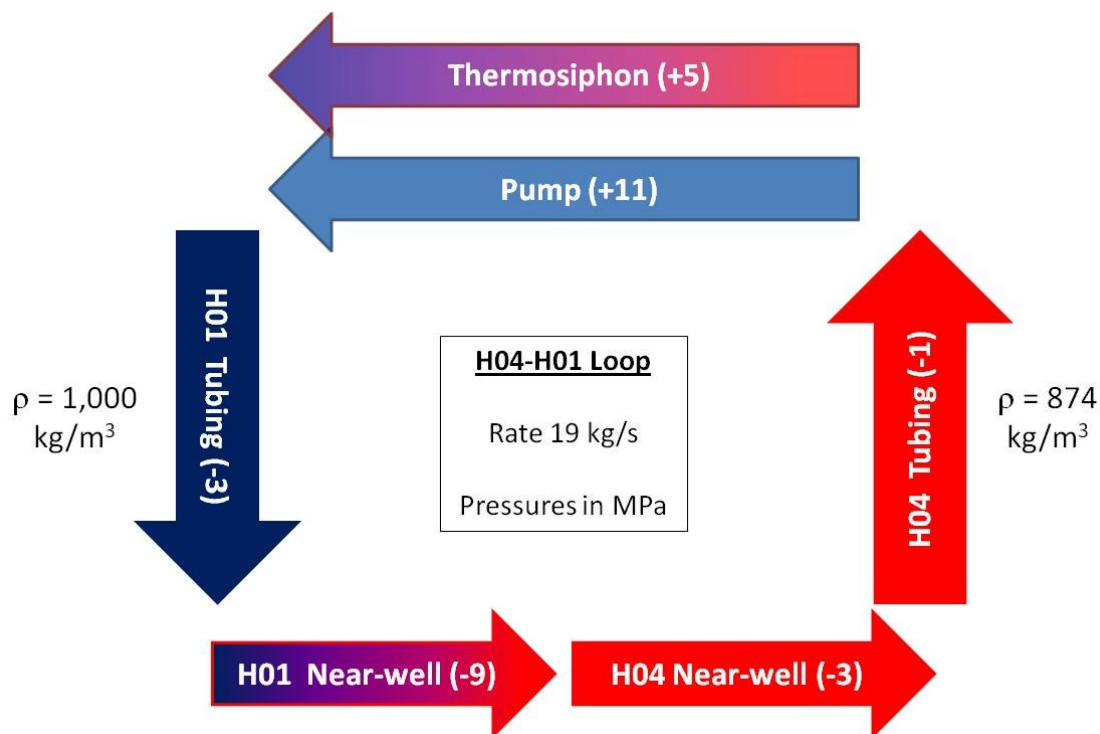 Thermosiphon (+5)
Pump (+11)
H01 Tubing (-3)
ρ = 1,000
kg/m³
H04-H01 Loop
Rate 19 kg/s
Pressures in MPa
H04 Tubing (-1)
ρ = 874
kg/m³
H01 Near-well (-9)
H04 Near-well (-3)